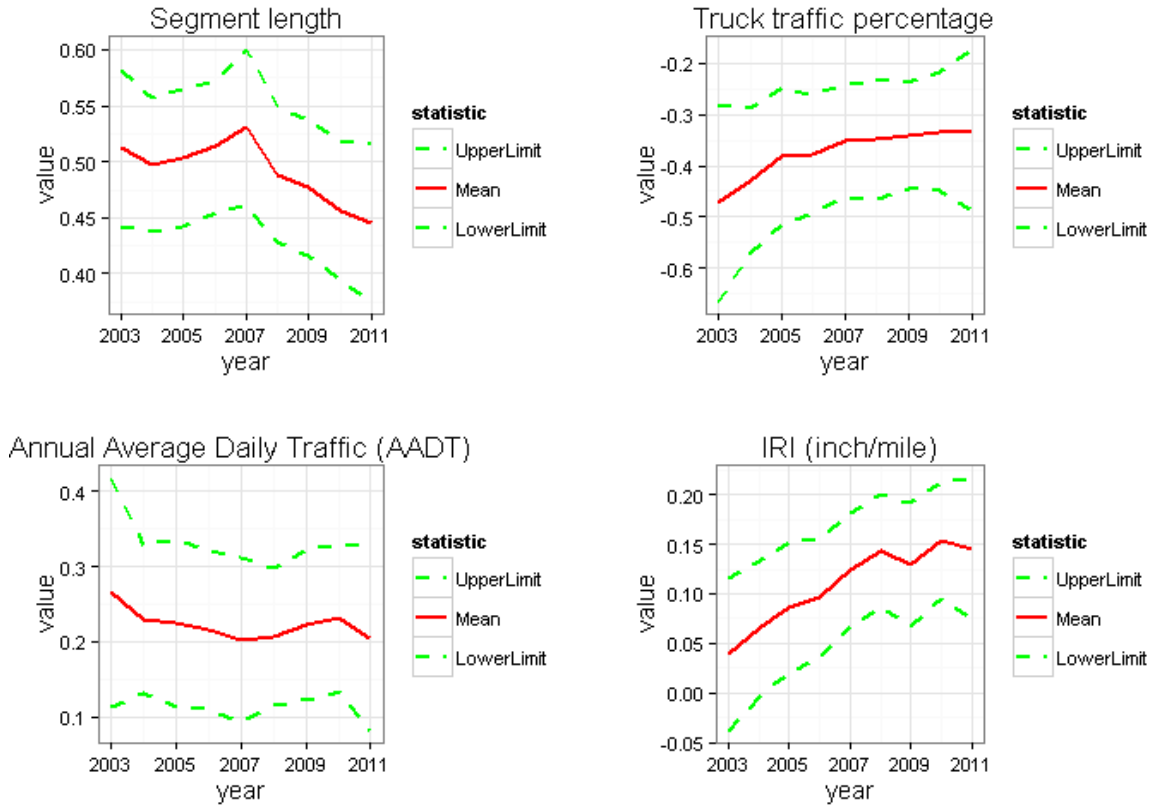 Segment length
0.60
0.55
0.50
0.45
0.40
value
2003 2005 2007 2009 2011
year
statistic
UpperLimit
Mean
LowerLimit
Truck traffic percentage
-0.2
-0.3
-0.4
-0.5
-0.6
value
2003 2005 2007 2009 2011
year
statistic
UpperLimit
Mean
LowerLimit
Annual Average Daily Traffic (AADT)
0.4
0.3
0.2
0.1
value
2003 2005 2007 2009 2011
year
statistic
UpperLimit
Mean
LowerLimit
IRI (inch/mile)
0.20
0.15
0.10
0.05
0.00
-0.05
value
2003 2005 2007 2009 2011
year
statistic
UpperLimit
Mean
LowerLimit